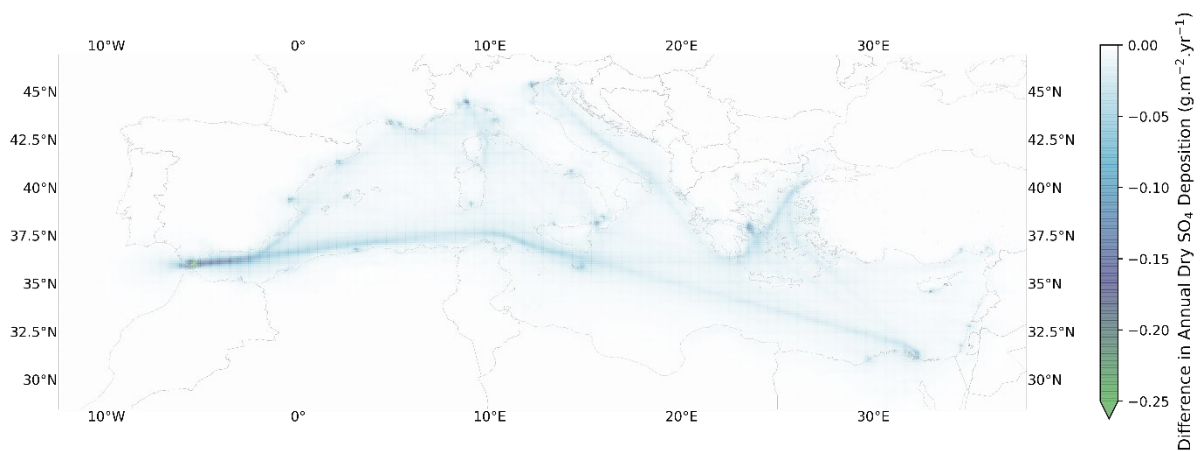 10°W 0° 10°E 20°E 30°E
45°N 45°N
42.5°N 42.5°N
40°N 40°N
37.5°N 37.5°N
35°N 35°N
32.5°N 32.5°N
30°N 30°N
10°W 0° 10°E 20°E 30°E
0.00
−0.05
−0.10
−0.15
−0.20
−0.25
Difference in Annual Dry SO₄ Deposition (g.m⁻².yr⁻¹)